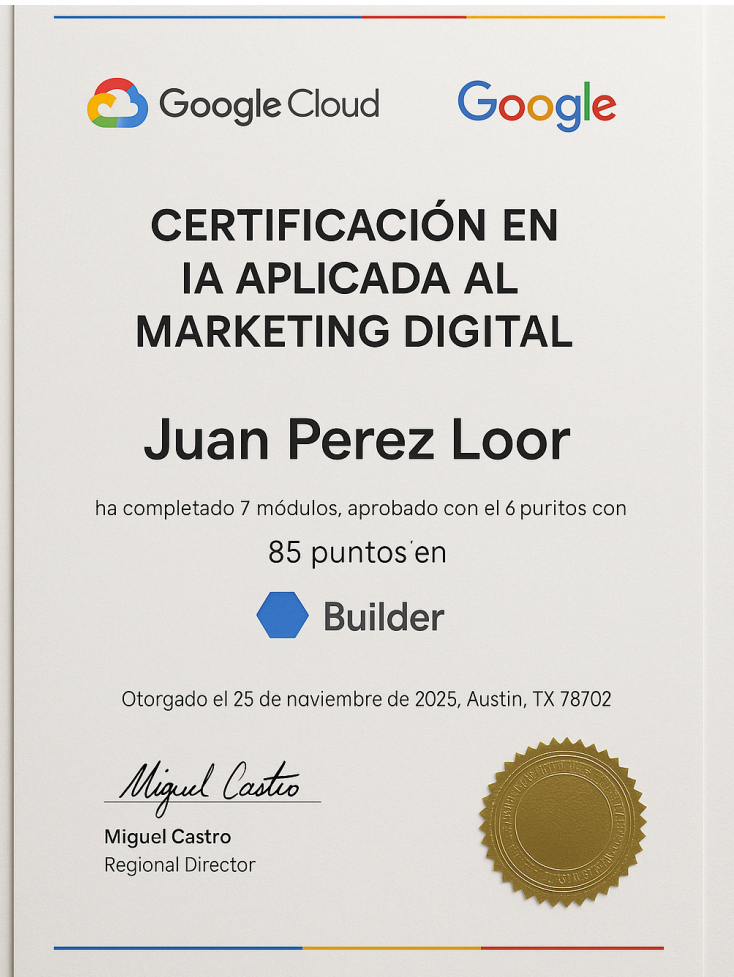 Google Cloud
Google
CERTIFICACIÓN EN
IA APLICADA AL
MARKETING DIGITAL
Juan Perez Loor
ha completado 7 módulos, aprobado con el 6 puritos con
85 puntos en
Builder
Otorgado el 25 de naviembre de 2025, Austin, TX 78702
Miguel Castro
Miguel Castro
Regional Director